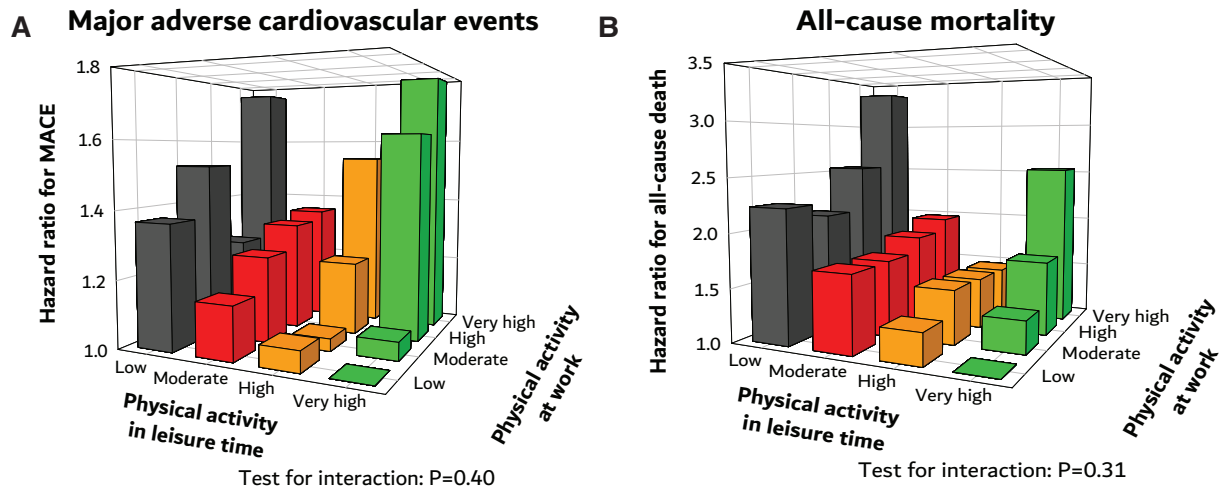 A
Major adverse cardiovascular events
Hazard ratio for MACE
1.8
1.6
1.4
1.2
1.0
Low
Moderate
High
Very high
Physical activity
in leisure time
Very high
High
Moderate
Low
Physical activity
at work
Test for interaction: P=0.40
B
All-cause mortality
Hazard ratio for all-cause death
3.5
3.0
2.5
2.0
1.5
1.0
Low
Moderate
High
Very high
Physical activity
in leisure time
Very high
High
Moderate
Low
Physical activity
at work
Test for interaction: P=0.31